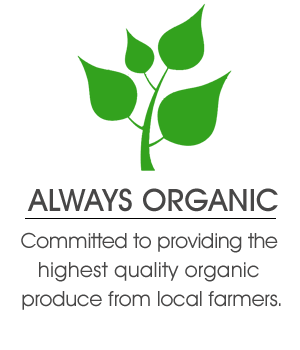 ALWAYS ORGANIC
Committed to providing the
highest quality organic
produce from local farmers.